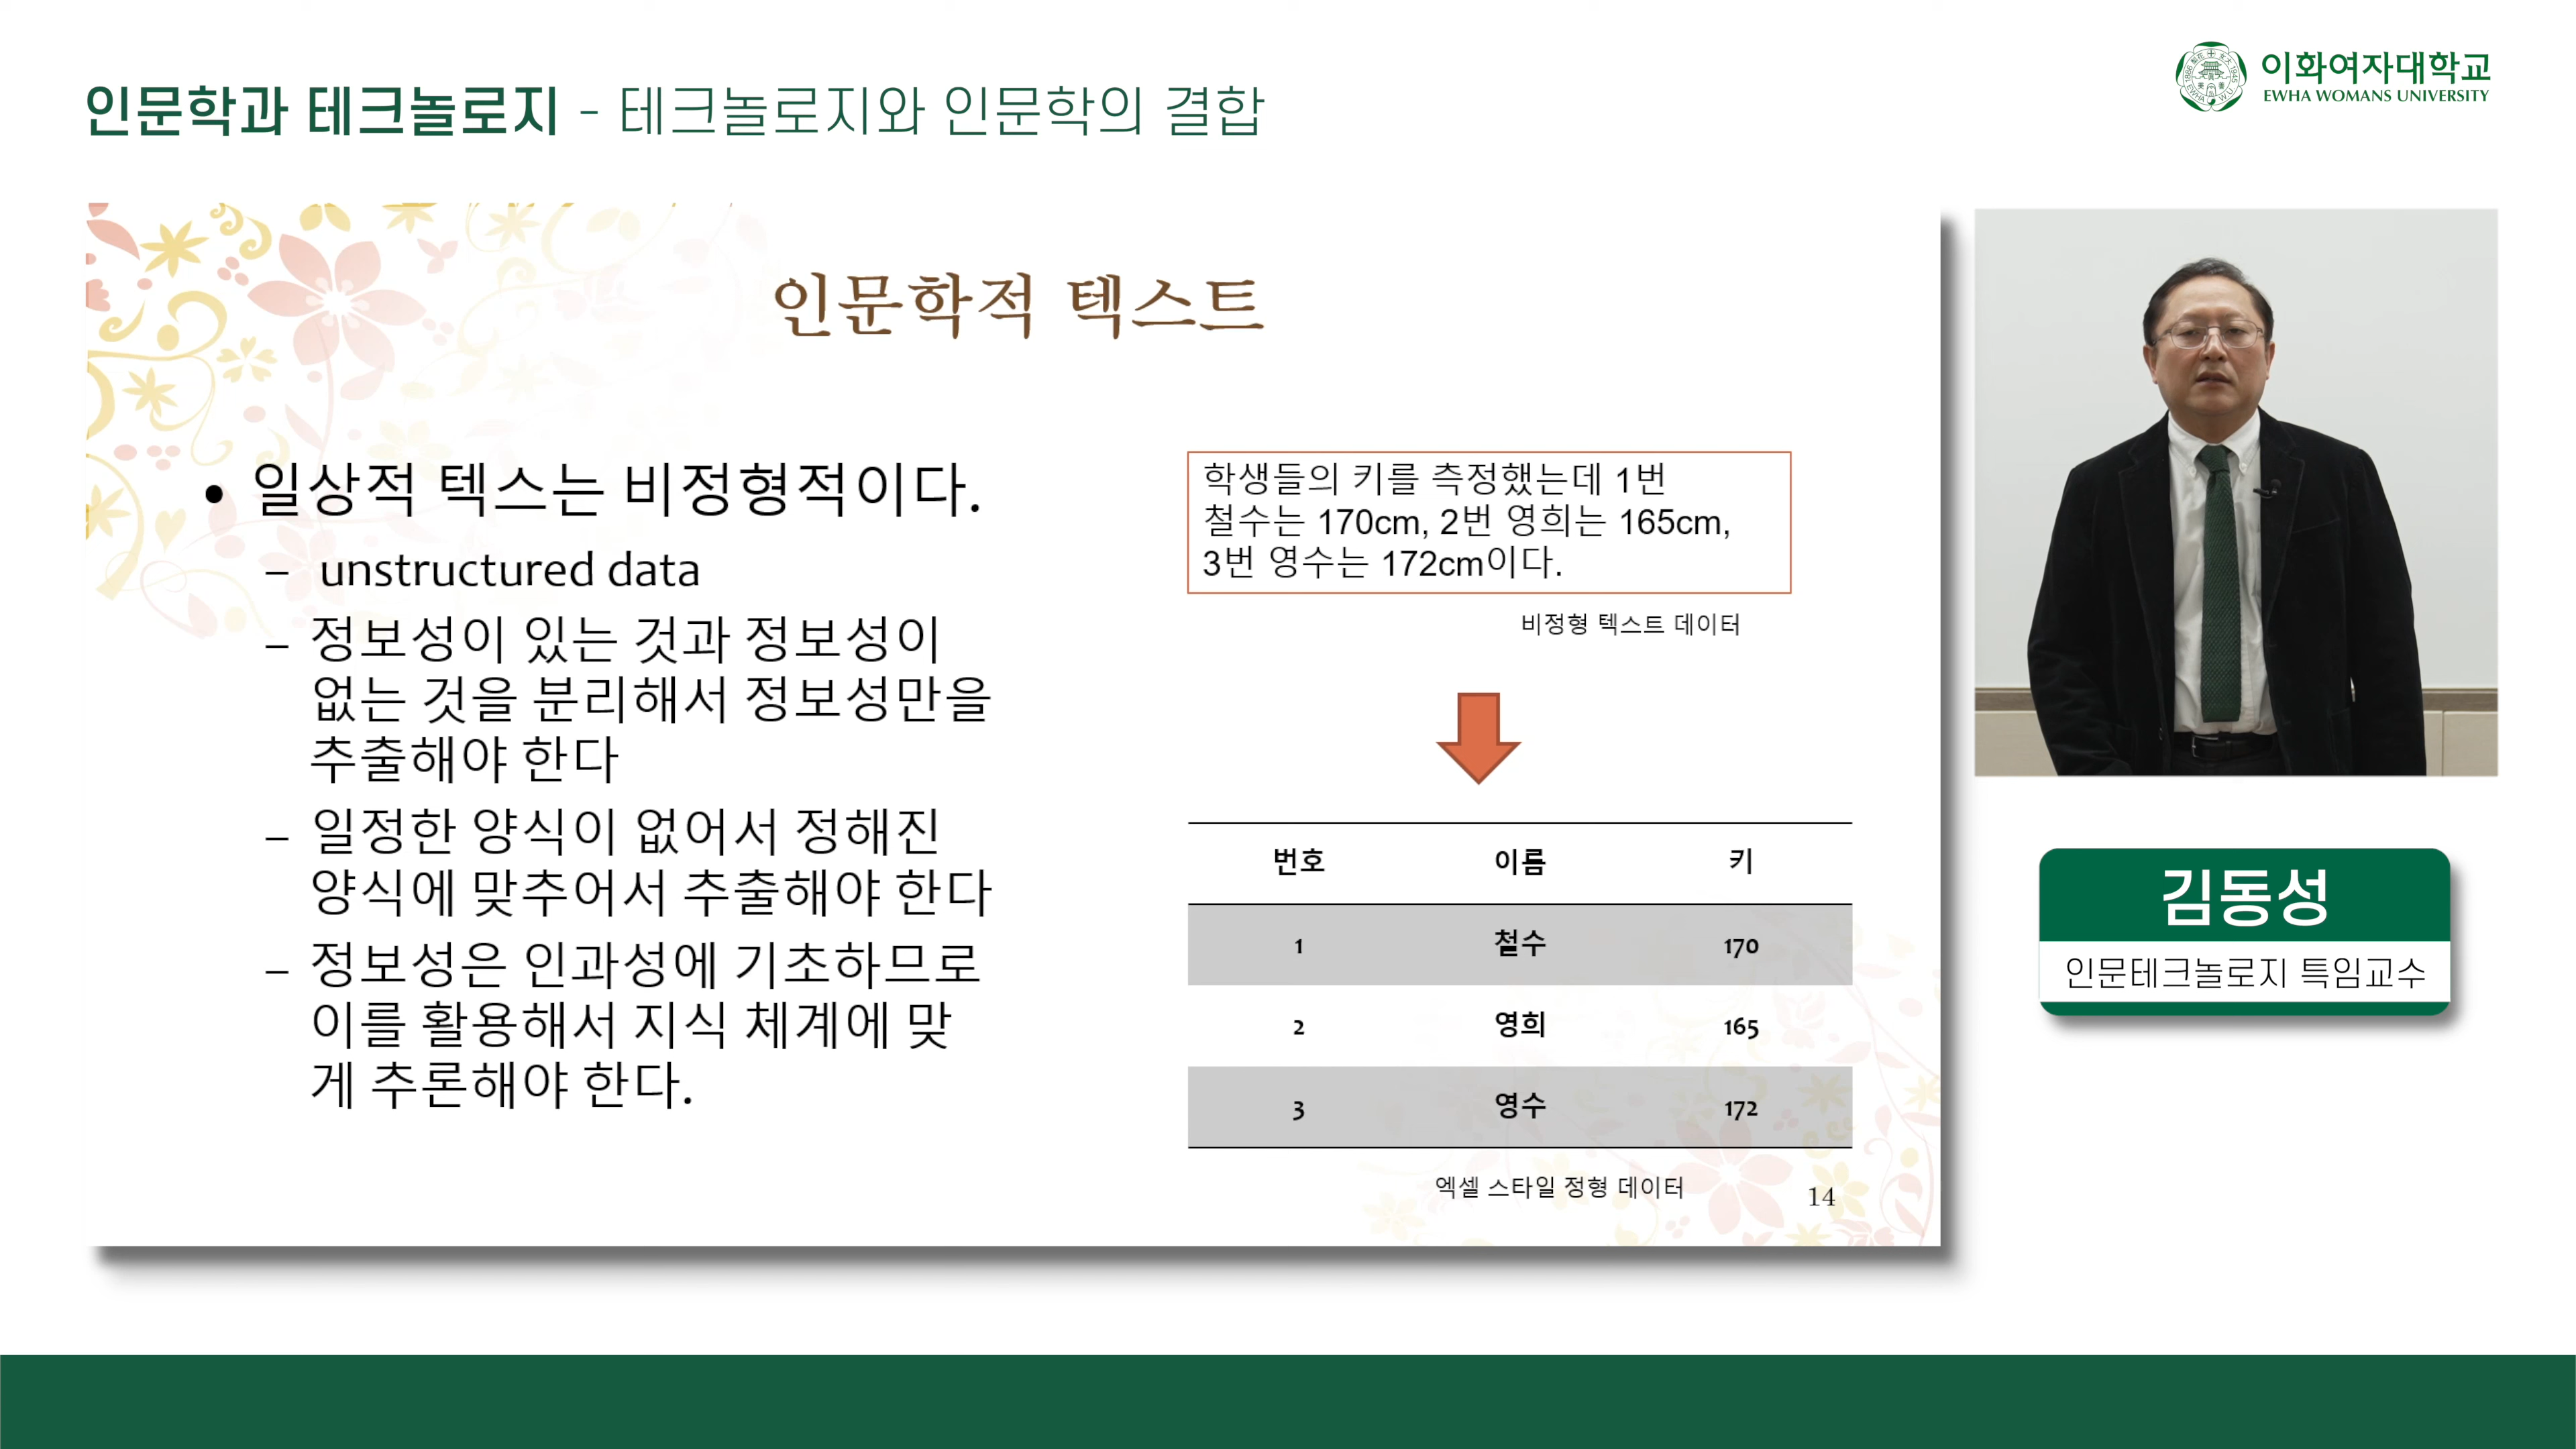 인문학과 테크놀로지 - 테크놀로지와 인문학의 결합
이화여자대학교
EWHA WOMANS UNIVERSITY
인문학적 텍스트
• 일상적 텍스는 비정형적이다.
– unstructured data
– 정보성이 있는 것과 정보성이
없는 것을 분리해서 정보성만을
추출해야 한다
– 일정한 양식이 없어서 정해진
양식에 맞추어서 추출해야 한다
– 정보성은 인과성에 기초하므로
이를 활용해서 지식 체계에 맞
게 추론해야 한다.
학생들의 키를 측정했는데 1번
철수는 170cm, 2번 영희는 165cm,
3번 영수는 172cm이다.
비정형 텍스트 데이터
번호 이름 키
1 철수 170
2 영희 165
3 영수 172
엑셀 스타일 정형 데이터
14
김동성
인문테크놀로지 특임교수